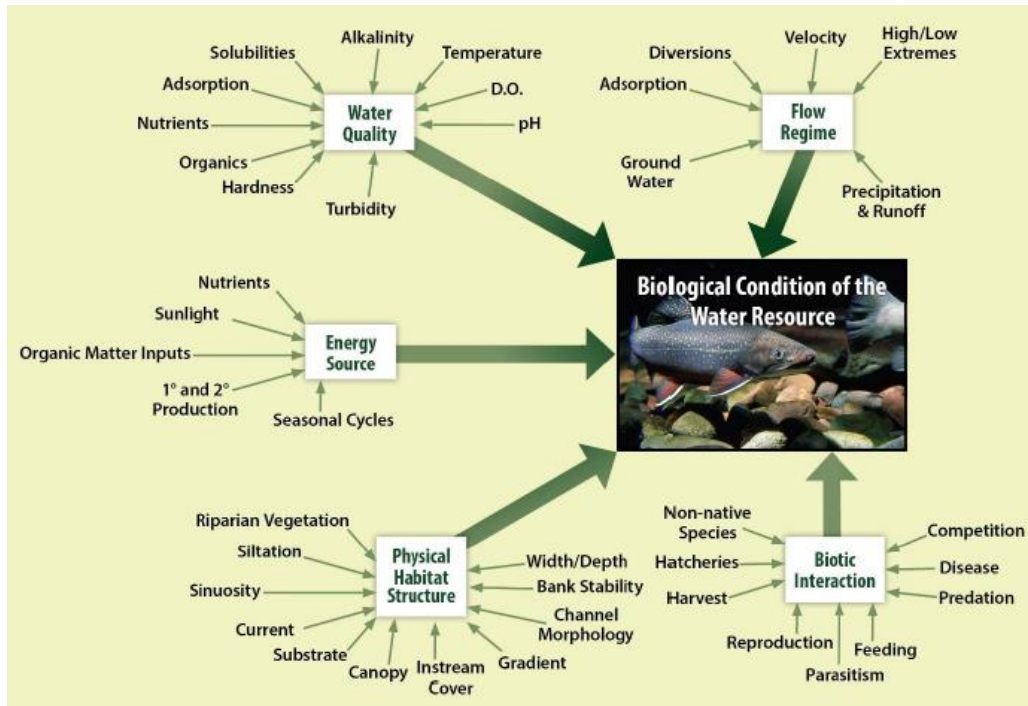 Solubilities
Alkalinity
Temperature
Adsorption
D.O.
Nutrients
Water
Quality
pH
Organics
Hardness
Turbidity
Diversions
Velocity
High/Low
Extremes
Adsorption
Flow
Regime
Ground
Water
Precipitation
& Runoff
Biological Condition of the
Water Resource
Nutrients
Sunlight
Organic Matter Inputs
Energy
Source
1° and 2°
Production
Seasonal Cycles
Riparian Vegetation
Siltation
Sinuosity
Current
Substrate
Canopy
Instream
Cover
Gradient
Physical
Habitat
Structure
Width/Depth
Bank Stability
Channel
Morphology
Non-native
Species
Hatcheries
Harvest
Reproduction
Parasitism
Feeding
Biotic
Interaction
Competition
Disease
Predation